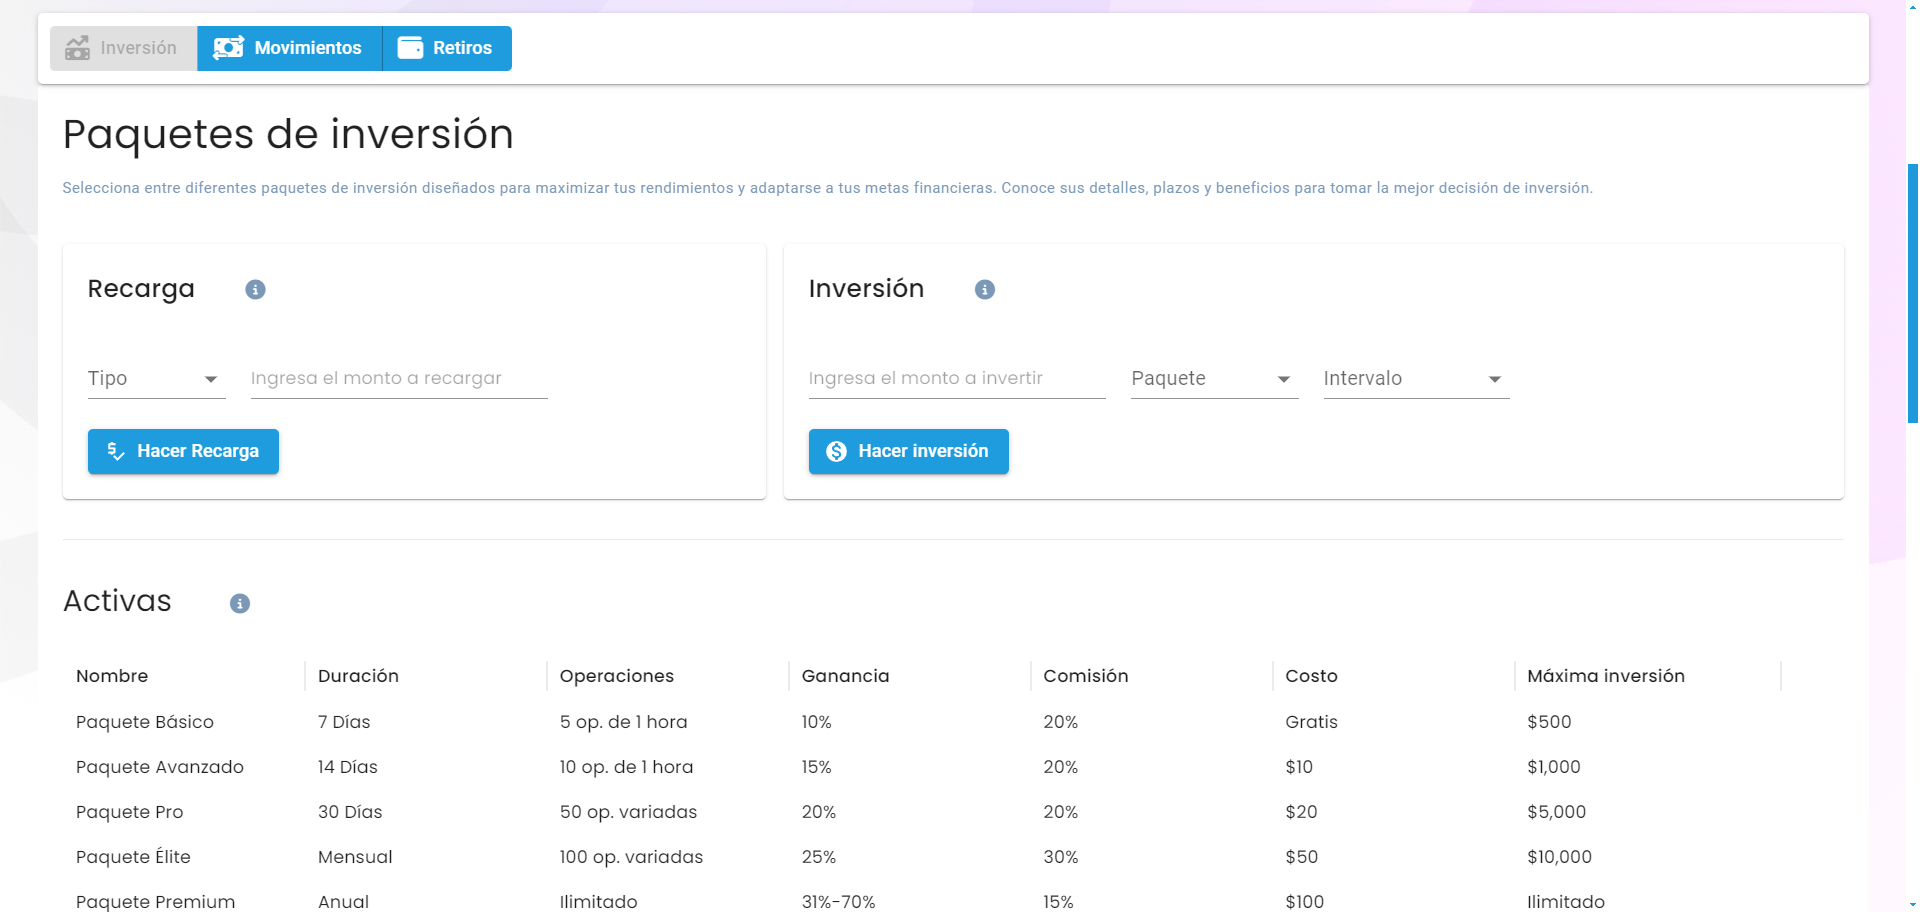 Inversión Movimientos Retiros
Paquetes de inversión
Selecciona entre diferentes paquetes de inversión diseñados para maximizar tus rendimientos y adaptarse a tus metas financieras. Conoce sus detalles, plazos y beneficios para tomar la mejor decisión de inversión.
Recarga
Tipo Ingresa el monto a recargar
Hacer Recarga
Inversión
Ingresa el monto a invertir Paquete Intervalo
Hacer inversión
Activas
Nombre Duración Operaciones Ganancia Comisión Costo Máxima inversión
Paquete Básico 7 Días 5 op. de 1 hora 10% 20% Gratis $500
Paquete Avanzado 14 Días 10 op. de 1 hora 15% 20% $10 $1,000
Paquete Pro 30 Días 50 op. variadas 20% 20% $20 $5,000
Paquete Élite Mensual 100 op. variadas 25% 30% $50 $10,000
Paquete Premium Anual Ilimitado 31%-70% 15% $100 Ilimitado